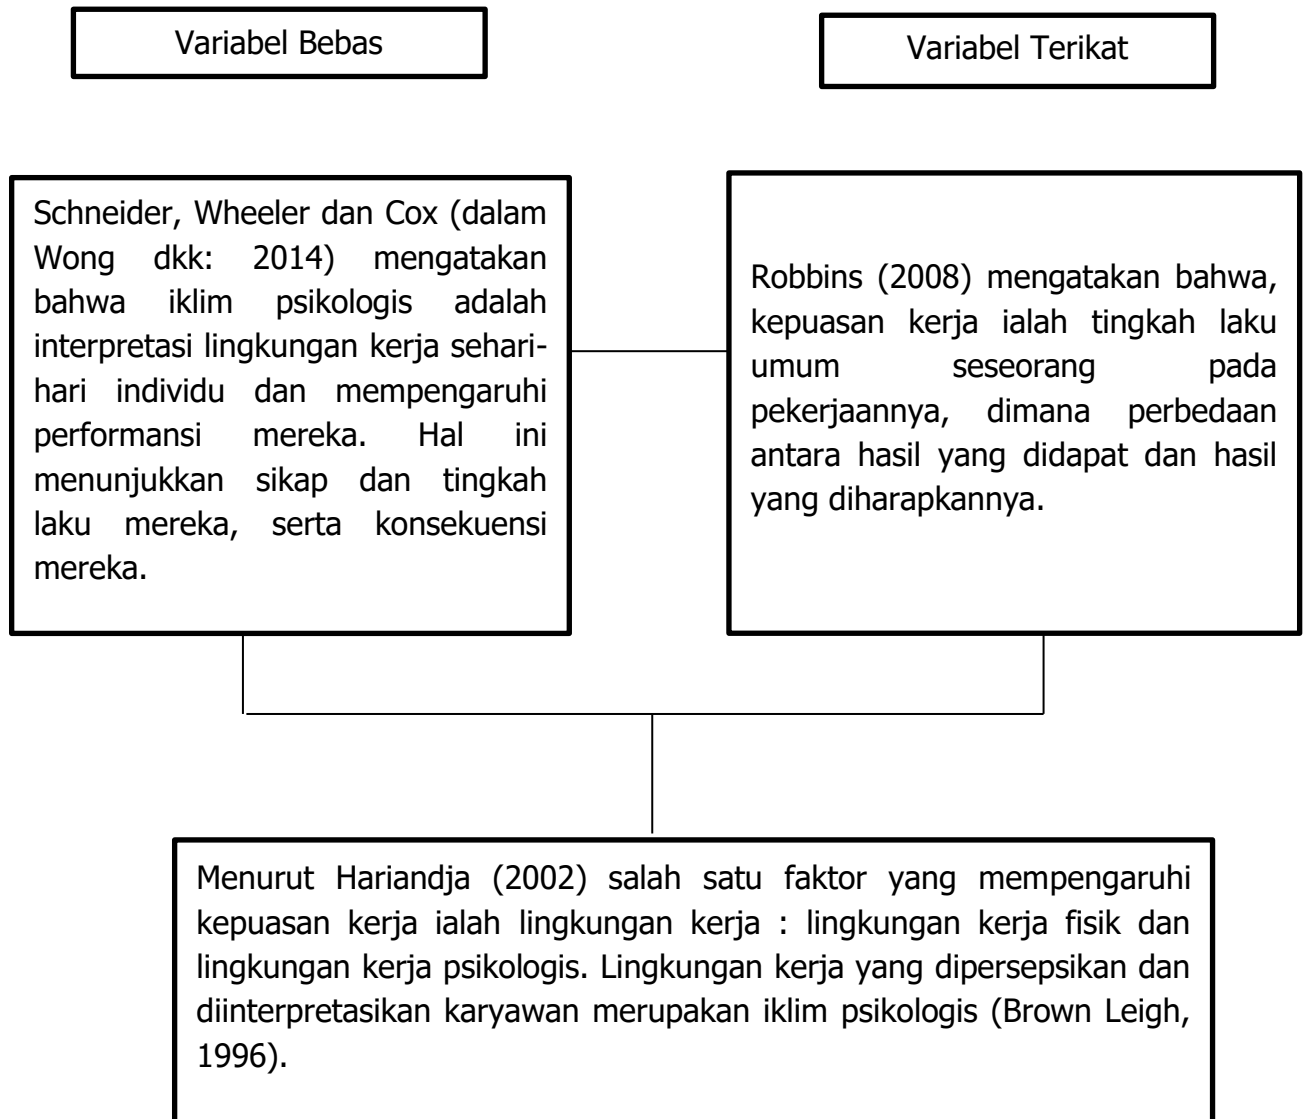 Variabel Bebas
Variabel Terikat
Schneider, Wheeler dan Cox (dalam
Wong dkk: 2014) mengatakan
bahwa iklim psikologis adalah
interpretasi lingkungan kerja sehari-
hari individu dan mempengaruhi
performansi mereka. Hal ini
menunjukkan sikap dan tingkah
laku mereka, serta konsekuensi
mereka.
Robbins (2008) mengatakan bahwa,
kepuasan kerja ialah tingkah laku
umum seseorang pada
pekerjaannya, dimana perbedaan
antara hasil yang didapat dan hasil
yang diharapkannya.
Menurut Hariandja (2002) salah satu faktor yang mempengaruhi
kepuasan kerja ialah lingkungan kerja : lingkungan kerja fisik dan
lingkungan kerja psikologis. Lingkungan kerja yang dipersepsikan dan
diinterpretasikan karyawan merupakan iklim psikologis (Brown Leigh,
1996).